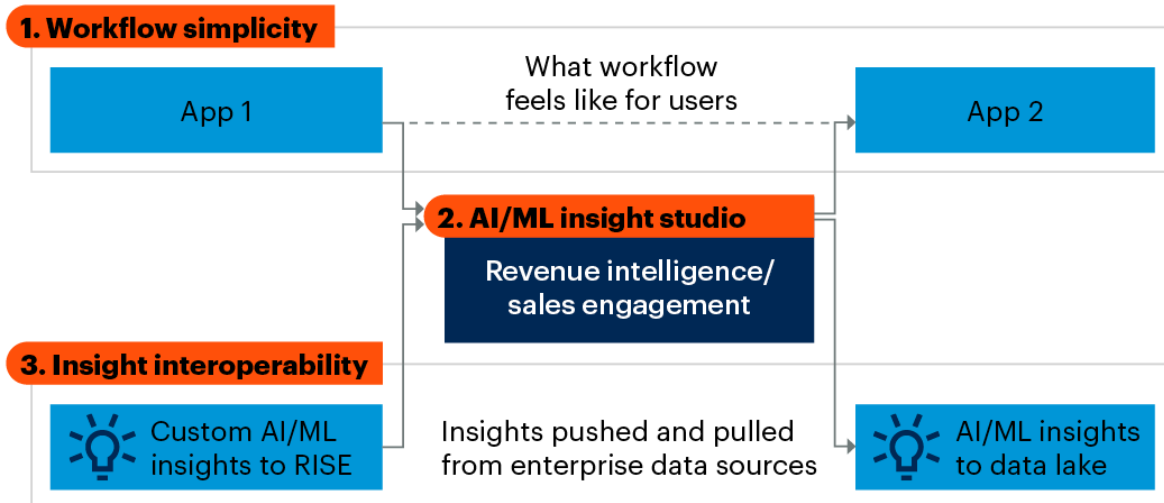 1. Workflow simplicity
App 1
What workflow
feels like for users
App 2
2. AI/ML insight studio
Revenue intelligence/
sales engagement
3. Insight interoperability
Custom AI/ML
insights to RISE
Insights pushed and pulled
from enterprise data sources
AI/ML insights
to data lake